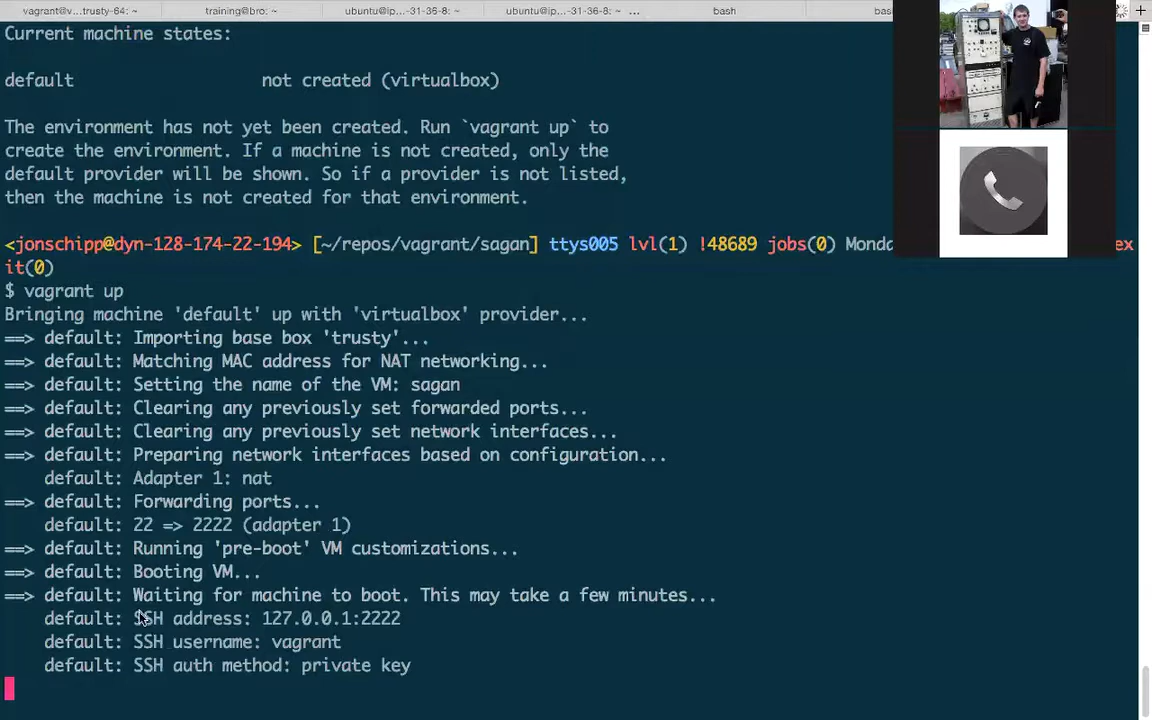 vagrant@v...trusty-64: ~
training@bro: ~
ubuntu@ip...-31-36-8: ~
ubuntu@ip...-31-36-8: ~ ...
bash
bas
Current machine states:
default not created (virtualbox)
The environment has not yet been created. Run `vagrant up` to
create the environment. If a machine is not created, only the
default provider will be shown. So if a provider is not listed,
then the machine is not created for that environment.
<jonschipp@dyn-128-174-22-194> [~/repos/vagrant/sagan] ttys005 lvl(1) !48689 jobs(0) Monda ex
it(0)
$ vagrant up
Bringing machine 'default' up with 'virtualbox' provider...
==> default: Importing base box 'trusty'...
==> default: Matching MAC address for NAT networking...
==> default: Setting the name of the VM: sagan
==> default: Clearing any previously set forwarded ports...
==> default: Clearing any previously set network interfaces...
==> default: Preparing network interfaces based on configuration...
default: Adapter 1: nat
==> default: Forwarding ports...
default: 22 => 2222 (adapter 1)
==> default: Running 'pre-boot' VM customizations...
==> default: Booting VM...
==> default: Waiting for machine to boot. This may take a few minutes...
default: SSH address: 127.0.0.1:2222
default: SSH username: vagrant
default: SSH auth method: private key